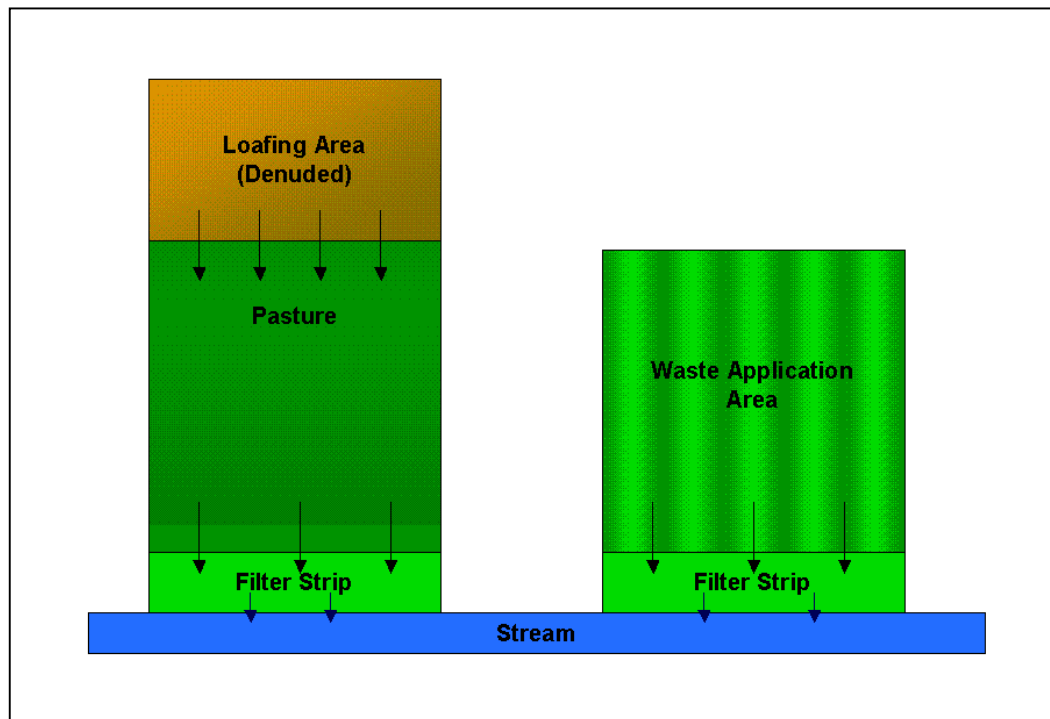 Loafing Area
(Denuded)
Pasture
Waste Application
Area
Filter Strip
Filter Strip
Stream